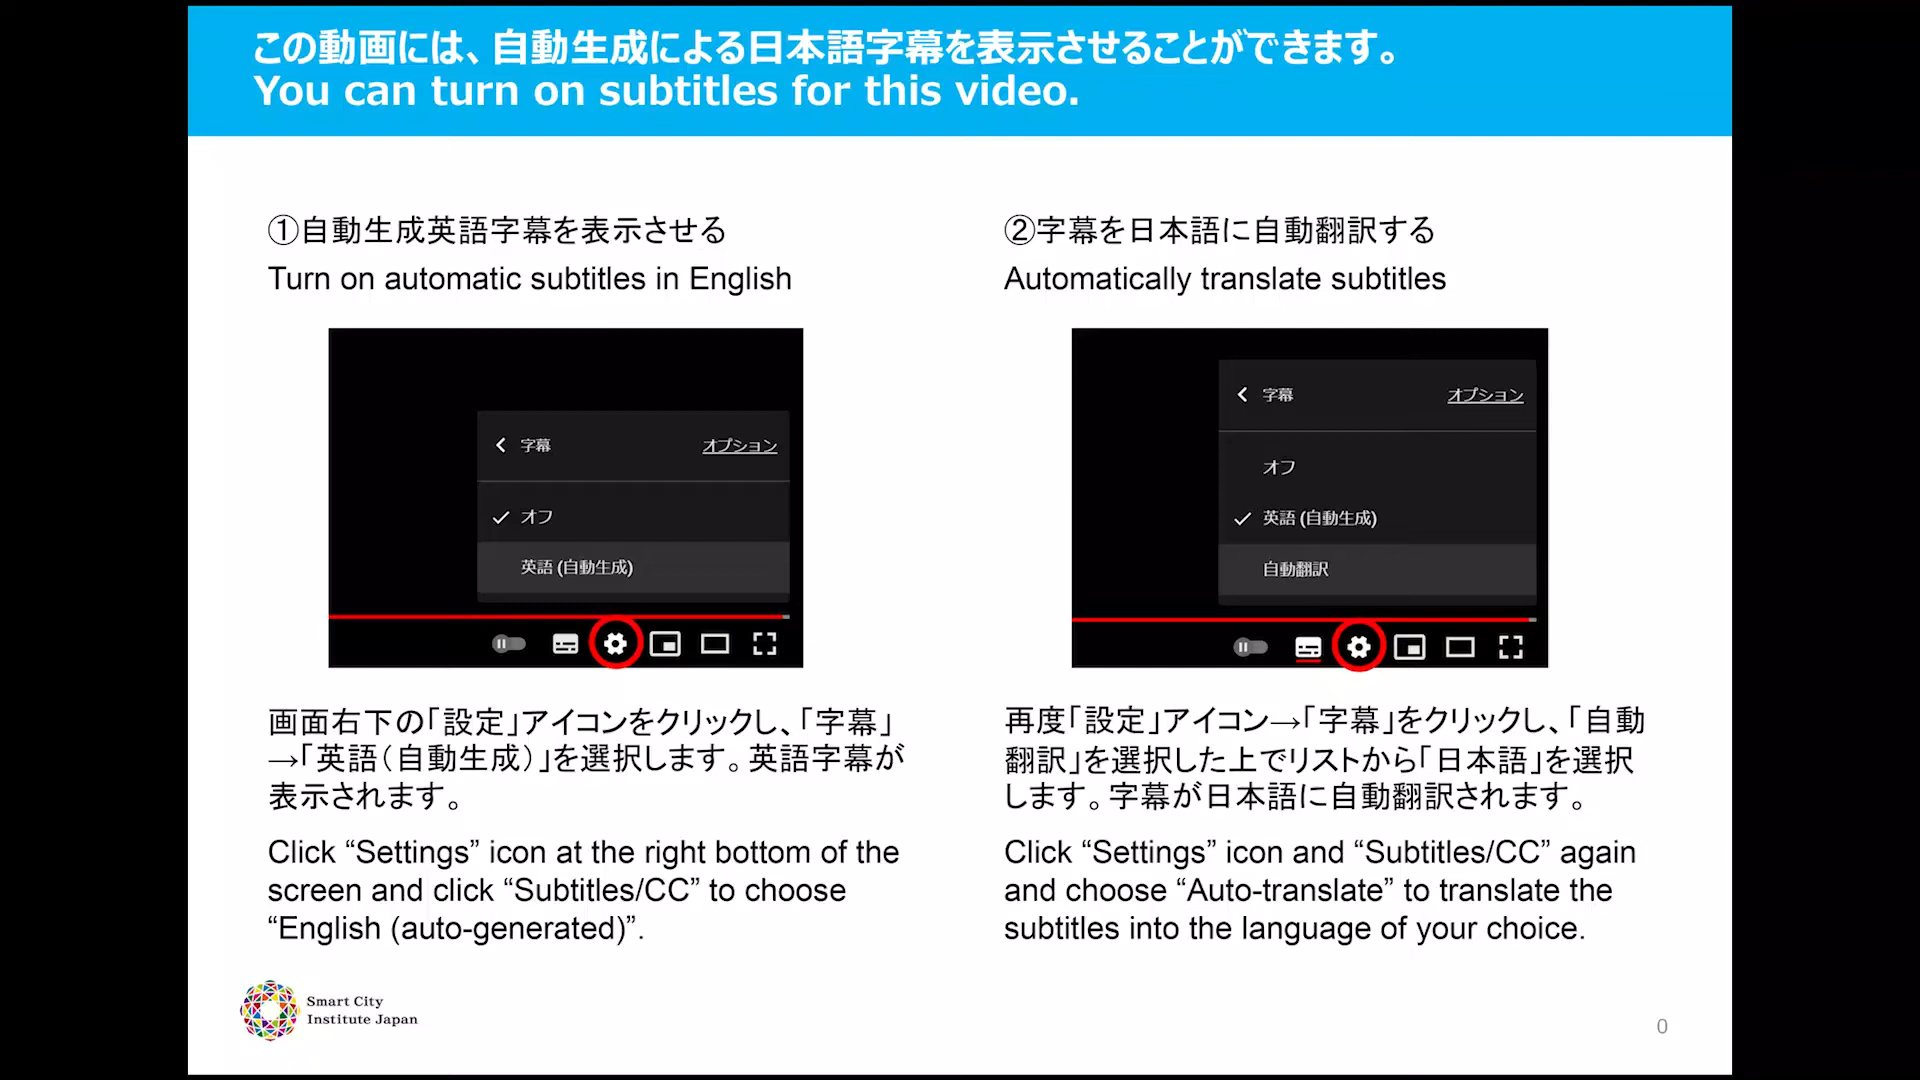 この動画には、自動生成による日本語字幕を表示させることができます。
You can turn on subtitles for this video.
①自動生成英語字幕を表示させる
Turn on automatic subtitles in English
字幕 オプション
オフ
英語 (自動生成)
画面右下の「設定」アイコンをクリックし、「字幕」
→「英語（自動生成）」を選択します。英語字幕が
表示されます。
Click “Settings” icon at the right bottom of the
screen and click “Subtitles/CC” to choose
“English (auto-generated)”.
②字幕を日本語に自動翻訳する
Automatically translate subtitles
字幕 オプション
オフ
英語 (自動生成)
自動翻訳
再度「設定」アイコン→「字幕」をクリックし、「自動
翻訳」を選択した上でリストから「日本語」を選択
します。字幕が日本語に自動翻訳されます。
Click “Settings” icon and “Subtitles/CC” again
and choose “Auto-translate” to translate the
subtitles into the language of your choice.
Smart City
Institute Japan
0